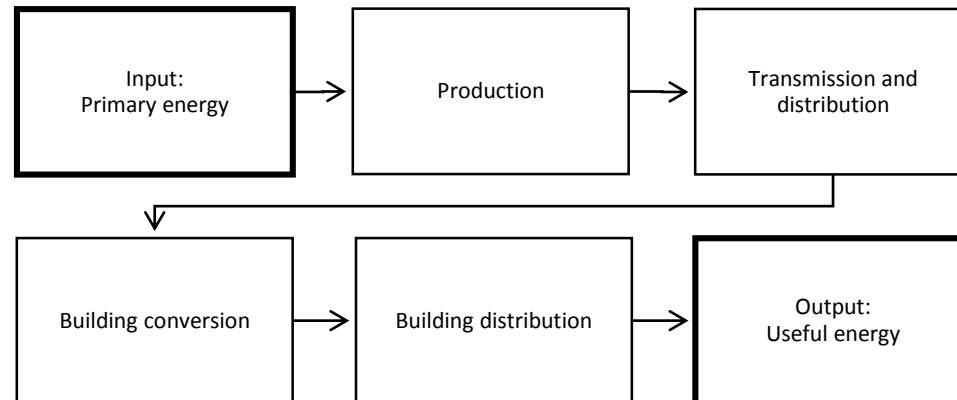 Input:
Primary energy
Production
Transmission and
distribution
Building conversion
Building distribution
Output:
Useful energy